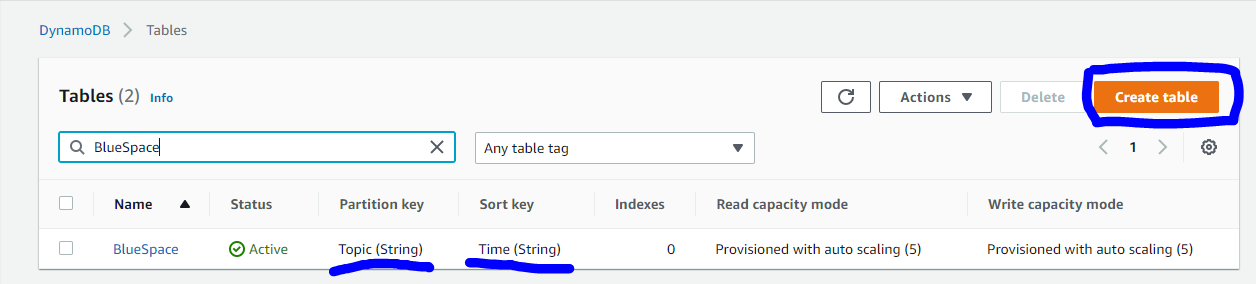 DynamoDB > Tables
Tables (2) Info
Actions Delete Create table
BlueSpace Any table tag 1
Name Status Partition key Sort key Indexes Read capacity mode Write capacity mode
BlueSpace Active Topic (String) Time (String) 0 Provisioned with auto scaling (5) Provisioned with auto scaling (5)